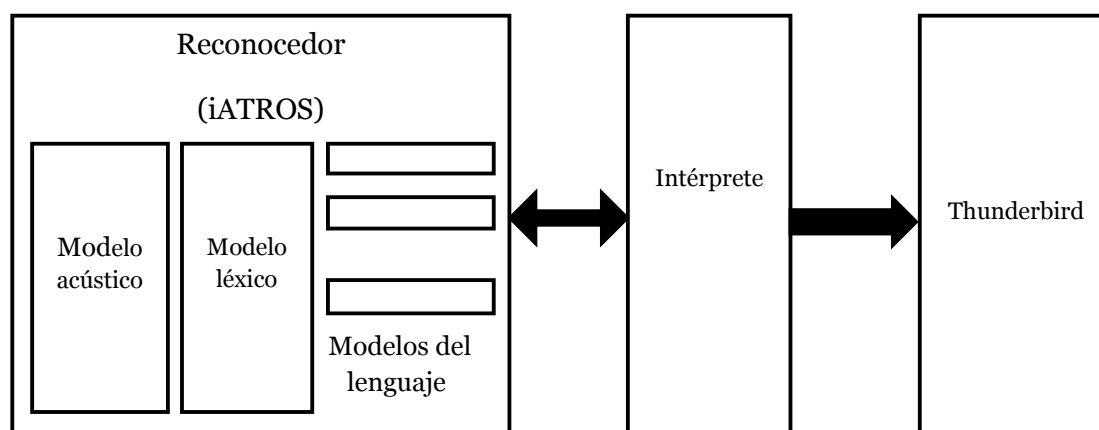 Reconocedor
(iATROS)
Modelo
acústico
Modelo
léxico
Modelos del
lenguaje
Intérprete
Thunderbird